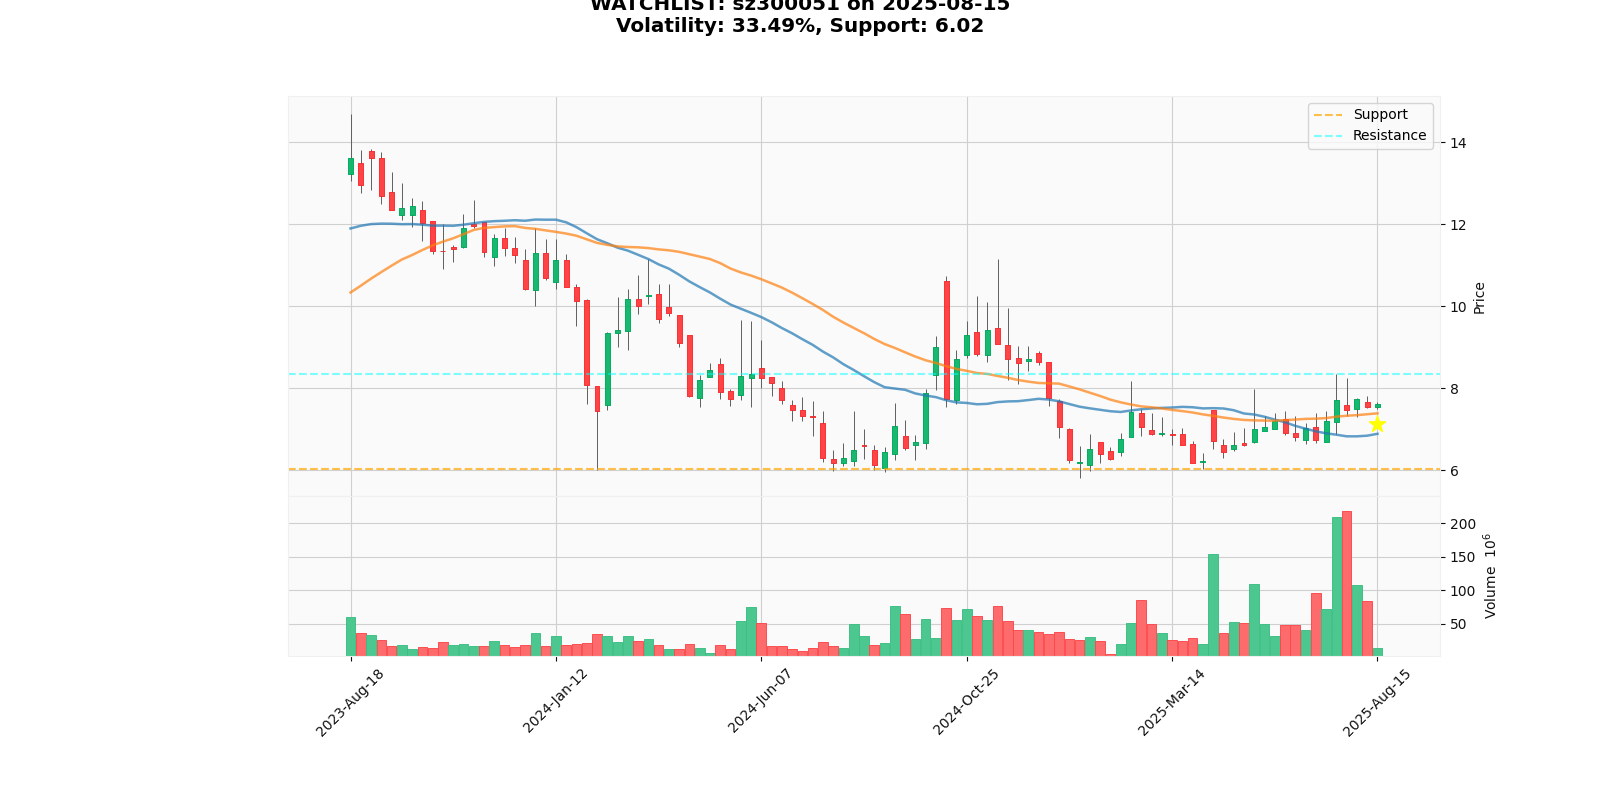 WATCHLIST: sz300051 on 2025-08-15
Volatility: 33.49%, Support: 6.02
Support
Resistance
14
12
10
8
6
Price
200
150
100
50
Volume 10⁶
2023-Aug-18
2024-Jan-12
2024-Jun-07
2024-Oct-25
2025-Mar-14
2025-Aug-15